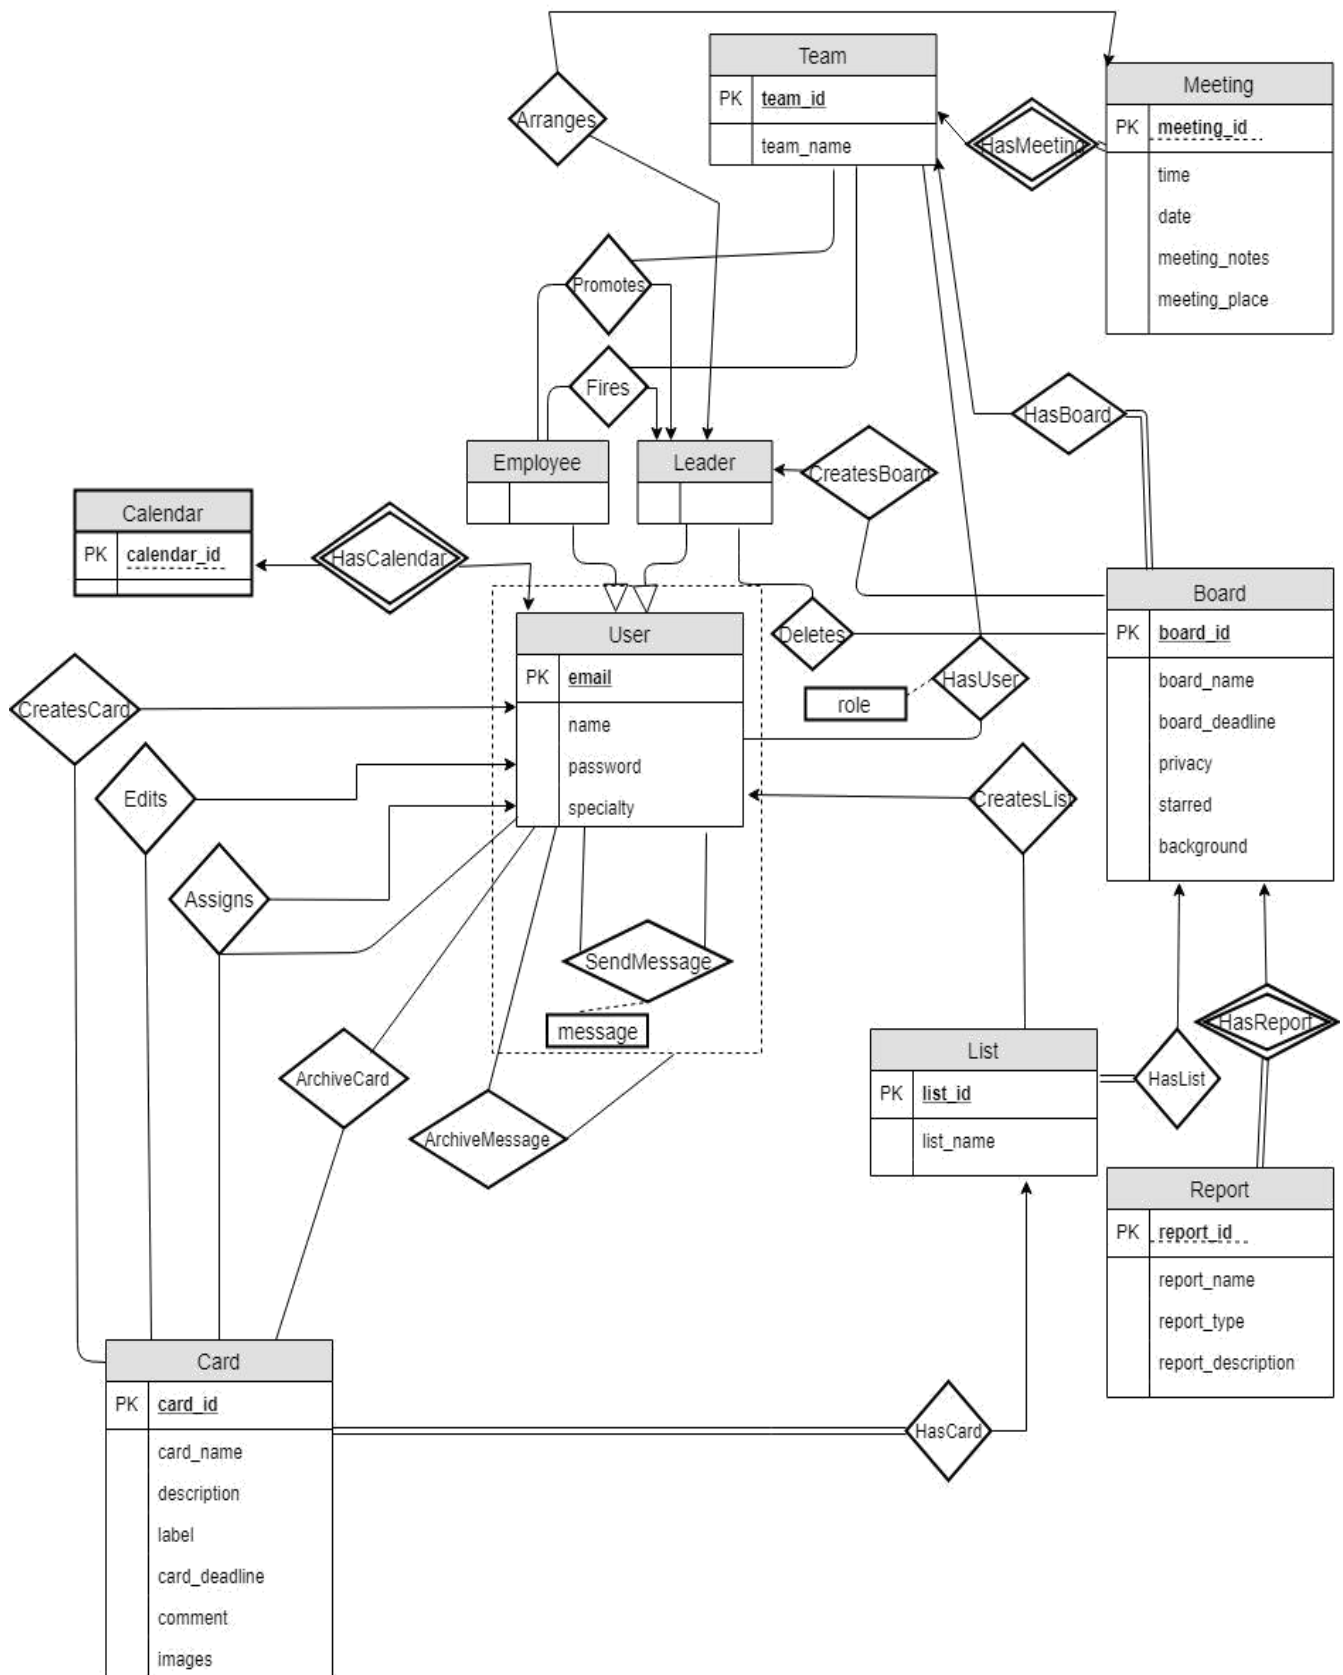 Team
PK team_id
team_name
Meeting
PK meeting_id
time
date
meeting_notes
meeting_place
Arranges
HasMeeting
Promotes
Fires
HasBoard
Employee
Leader
CreatesBoard
Calendar
PK calendar_id
HasCalendar
User
PK email
name
password
specialty
Deletes
HasUser
role
Board
PK board_id
board_name
board_deadline
privacy
starred
background
CreatesCard
Edits
Assigns
CreatesList
SendMessage
message
ArchiveCard
ArchiveMessage
List
PK list_id
list_name
HasList
HasReport
Report
PK report_id
report_name
report_type
report_description
Card
PK card_id
card_name
description
label
card_deadline
comment
images
HasCard